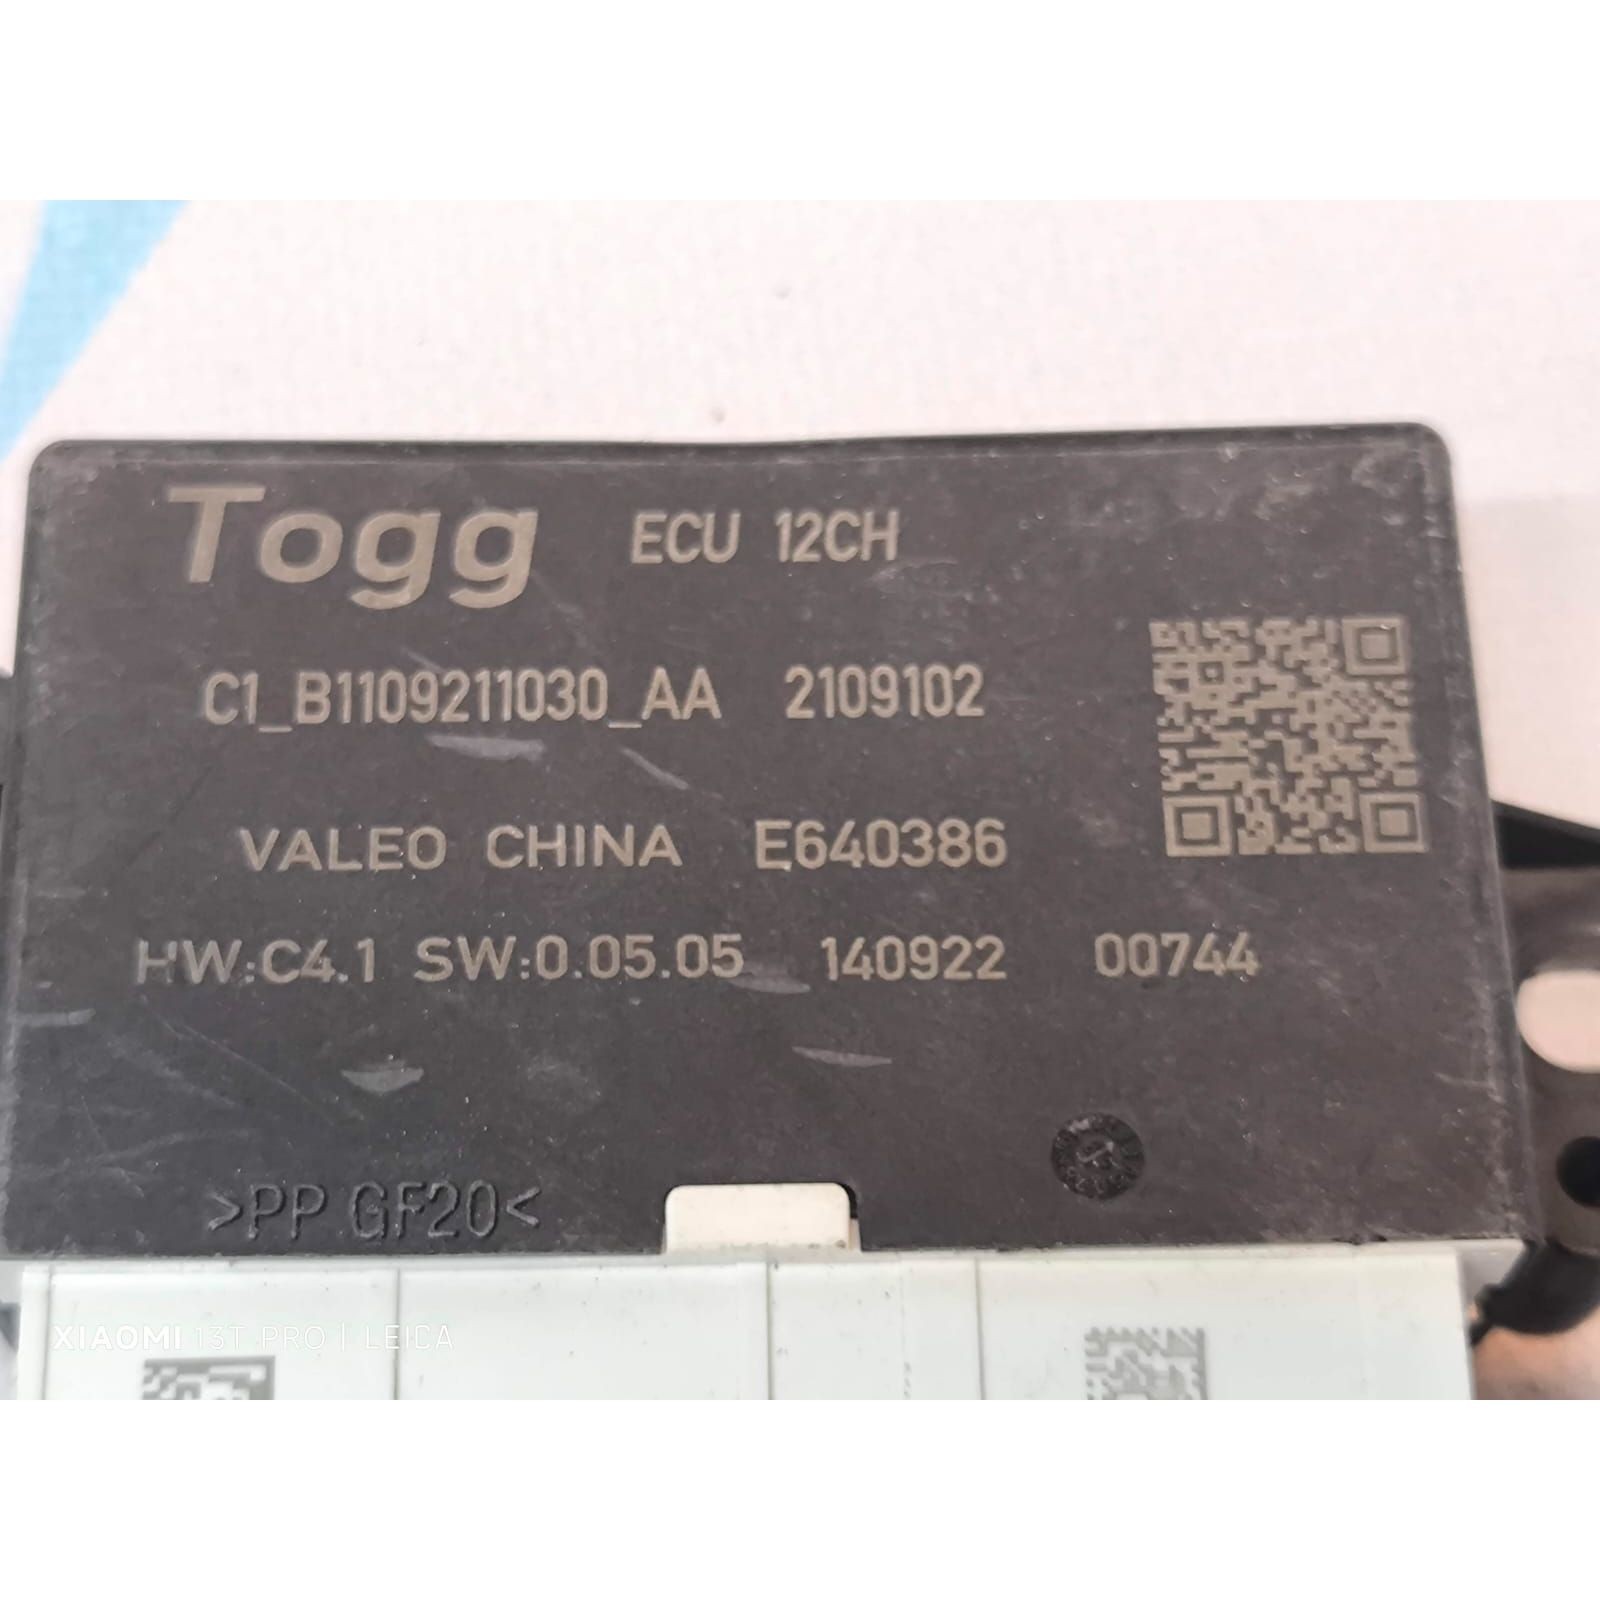 Togg ECU 12CH
C1_B1109211030_AA 2109102
VALEO CHINA E640386
HW:C4.1 SW:0.05.05 140922 00744
>PP GF20<
XIAOMI 13T PRO | LEICA